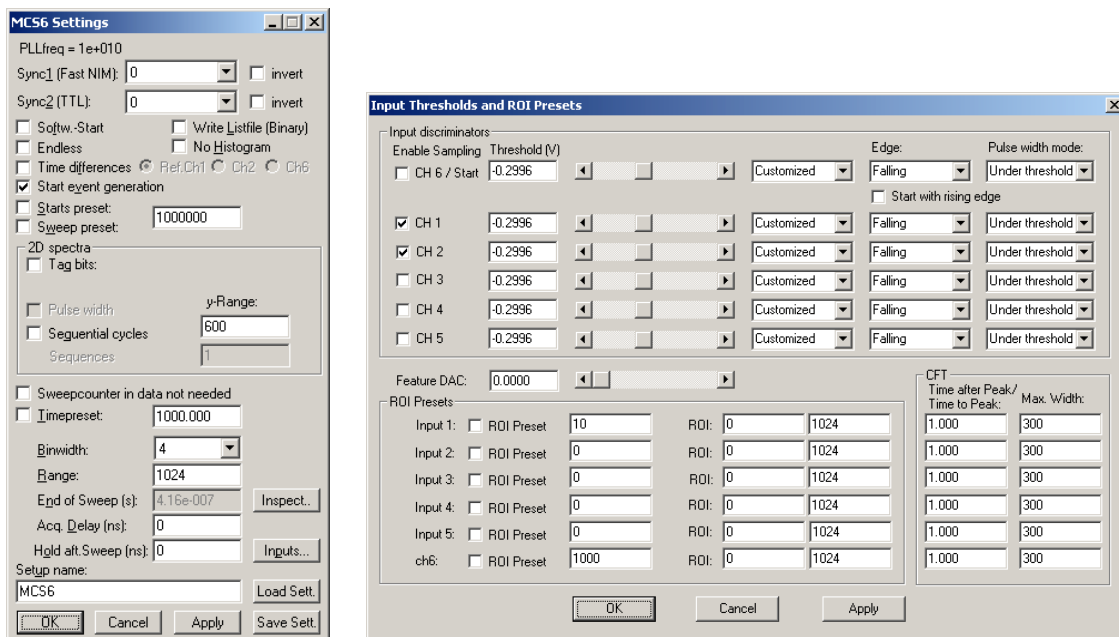 MCS6 Settings
PLLfreq = 1e+010
Sync1 (Fast NIM): 0 invert
Sync2 (TTL): 0 invert
Softw.-Start Write Listfile (Binary)
Endless No Histogram
Time differences Ref.Ch1 Ch2 Ch6
Start event generation
Starts preset: 1000000
Sweep preset:
2D spectra
Tag bits:
Pulse width y-Range:
Sequential cycles 600
Sequences 1
Sweepcounter in data not needed
Timepreset: 1000.000
Binwidth: 4
Range: 1024
End of Sweep (s): 4.16e-007 Inspect..
Acq. Delay (ns): 0
Hold aft.Sweep (ns): 0 Inputs...
Setup name:
MCS6 Load Sett.
OK Cancel Apply Save Sett.
Input Thresholds and ROI Presets
Input discriminators
Enable Sampling Threshold (V) Edge: Pulse width mode:
CH 6 / Start -0.2996 Customized Falling Under threshold
Start with rising edge
CH 1 -0.2996 Customized Falling Under threshold
CH 2 -0.2996 Customized Falling Under threshold
CH 3 -0.2996 Customized Falling Under threshold
CH 4 -0.2996 Customized Falling Under threshold
CH 5 -0.2996 Customized Falling Under threshold
Feature DAC: 0.0000
ROI Presets
Input 1: ROI Preset 10 ROI: 0 1024
Input 2: ROI Preset 0 ROI: 0 1024
Input 3: ROI Preset 0 ROI: 0 1024
Input 4: ROI Preset 0 ROI: 0 1024
Input 5: ROI Preset 0 ROI: 0 1024
ch6: ROI Preset 1000 ROI: 0 1024
CFT
Time after Peak/
Time to Peak: Max. Width:
1.000 300
1.000 300
1.000 300
1.000 300
1.000 300
1.000 300
OK Cancel Apply